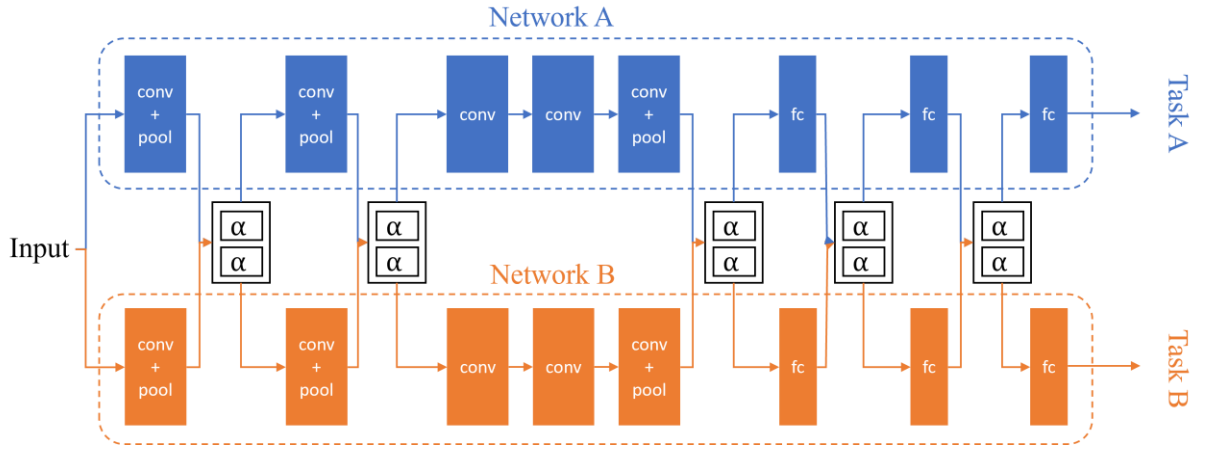 Network A
conv
+
pool
conv
+
pool
conv
conv
conv
+
pool
fc
fc
fc
Task A
Input
α
α
α
α
α
α
α
α
α
α
Network B
conv
+
pool
conv
+
pool
conv
conv
conv
+
pool
fc
fc
fc
Task B